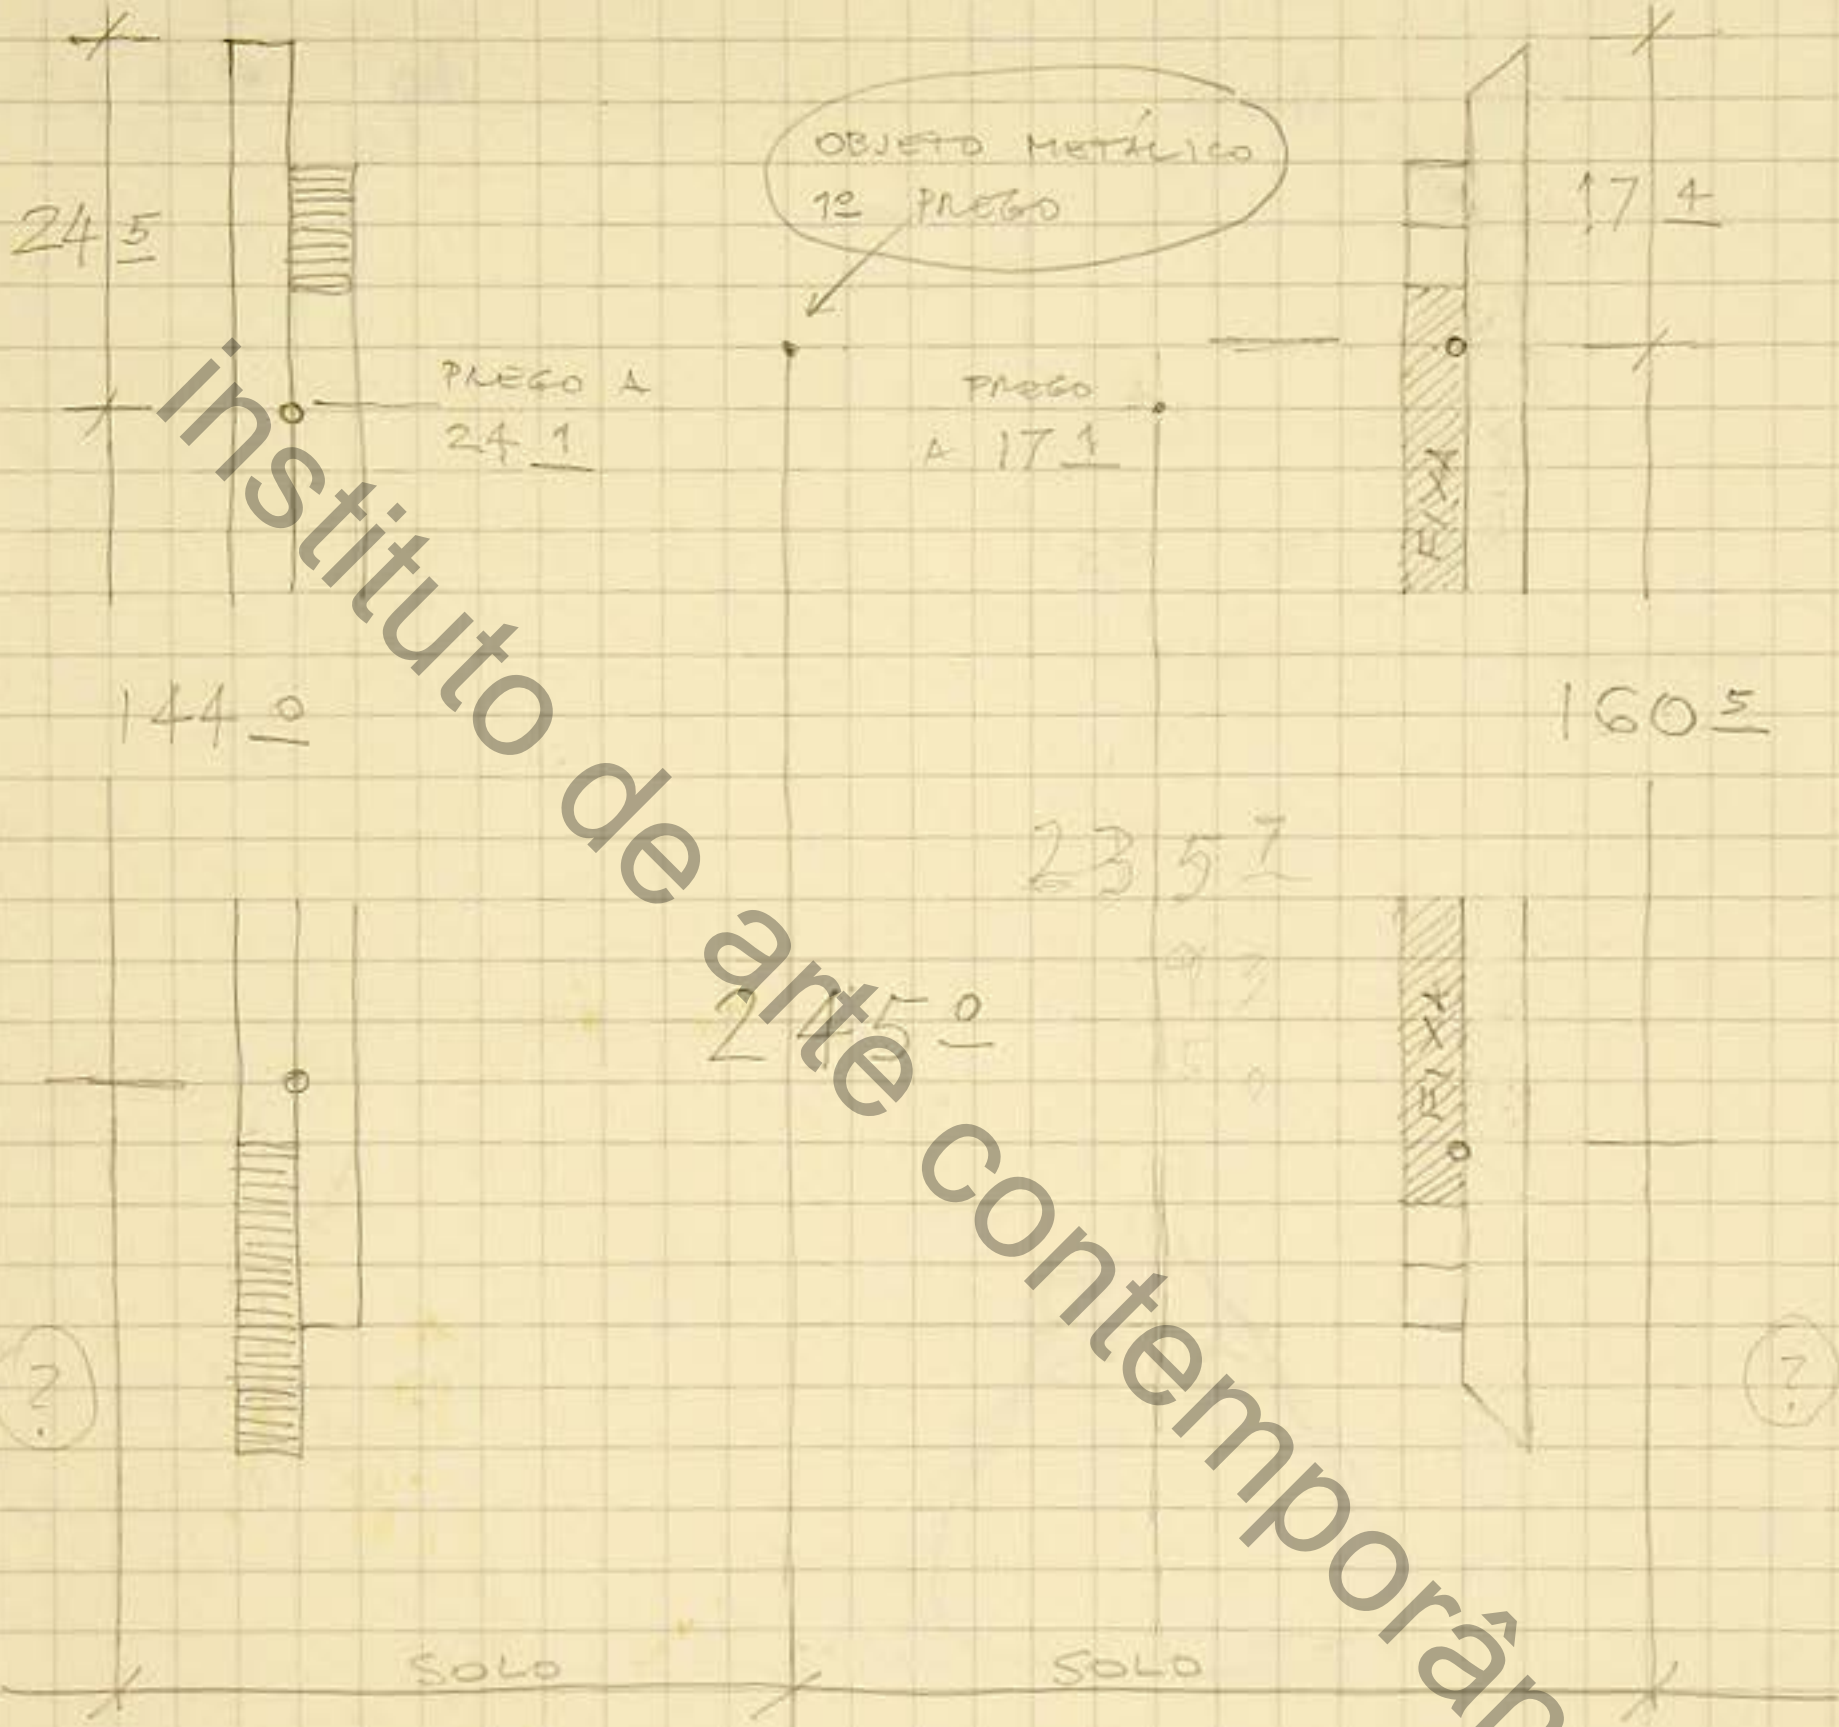 OBJETO METÁLICO
1º PREGO
24 5
17 4
PREGO A
24 1
PREGO
A 17 1
144 0
160 5
235 7
245 0
?
?
SOLO
SOLO
instituto de arte contemporân